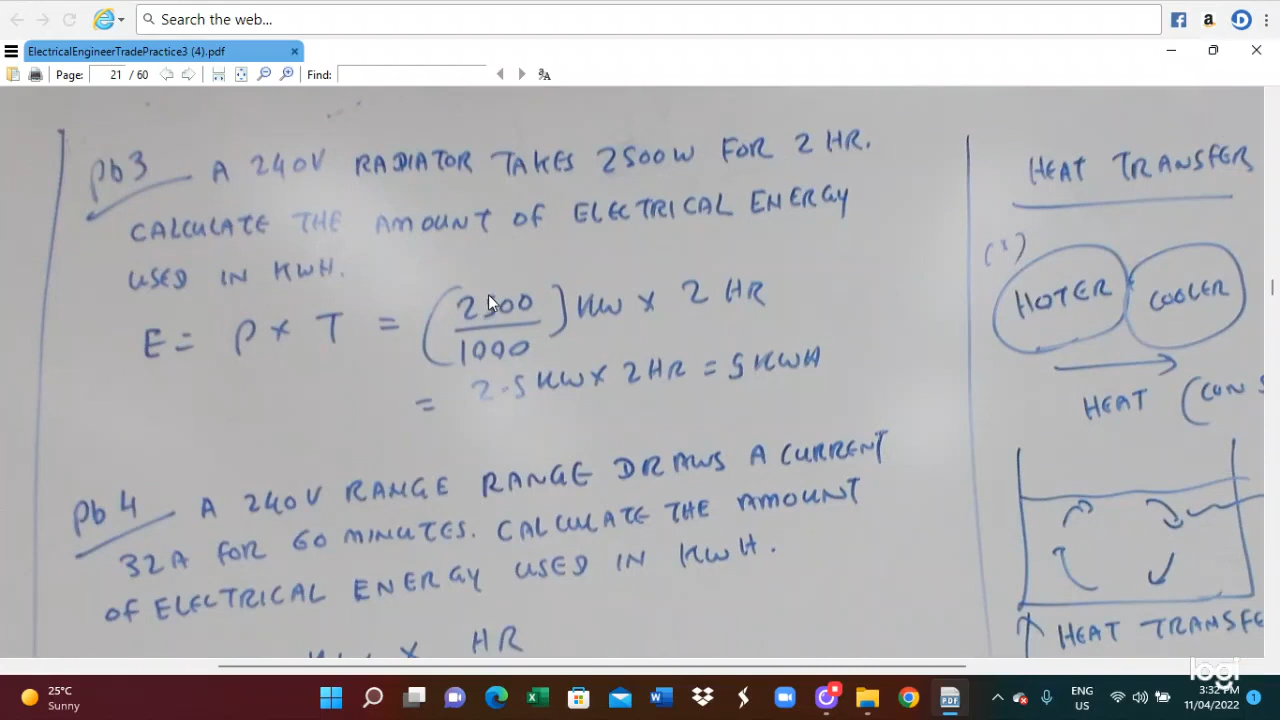 Search the web...
ElectricalEngineerTradePractice3 (4).pdf
Page: 21 / 60 Find:
Pb3 A 240V RADIATOR TAKES 2500W FOR 2 HR.
CALCULATE THE AMOUNT OF ELECTRICAL ENERGY
USED IN KWH.
E = P × T = (2500/1000) KW × 2 HR
= 2.5 KW × 2HR = 5 KWH
Pb4 A 240V RANGE RANGE DRAWS A CURRENT
32A FOR 60 MINUTES. CALCULATE THE AMOUNT
OF ELECTRICAL ENERGY USED IN KWH.
HR
HEAT TRANSFER
(1)
HOTER COOLER
HEAT
HEAT TRANSFE
logi
25°C
Sunny
ENG
US
3:32 PM
11/04/2022